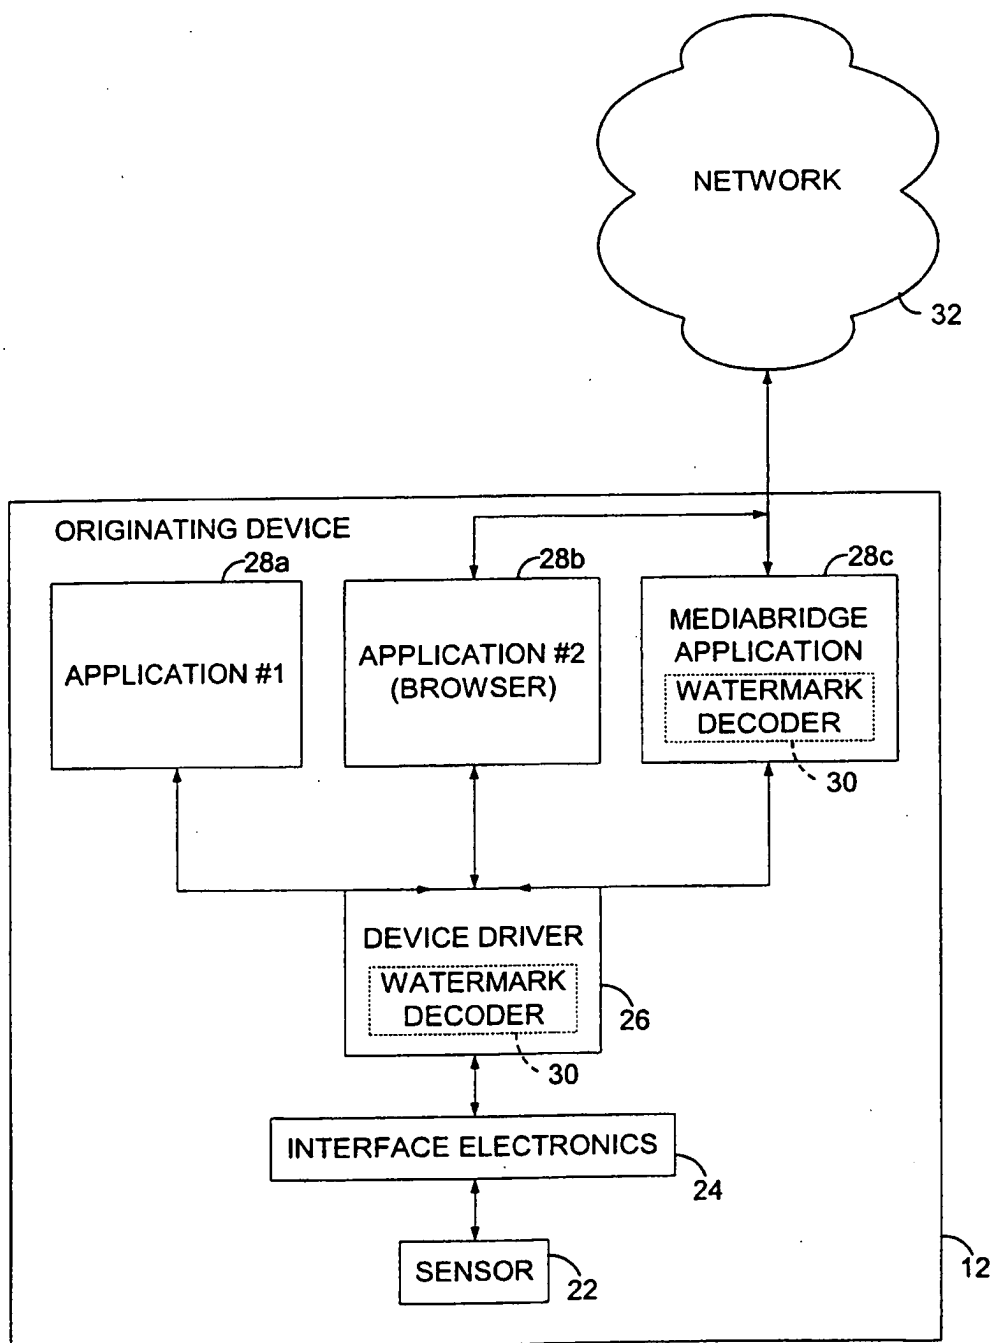 NETWORK
32
ORIGINATING DEVICE
28a
28b
28c
APPLICATION #1
APPLICATION #2
(BROWSER)
MEDIABRIDGE
APPLICATION
WATERMARK
DECODER
30
DEVICE DRIVER
WATERMARK
DECODER
26
30
INTERFACE ELECTRONICS
24
SENSOR
22
12